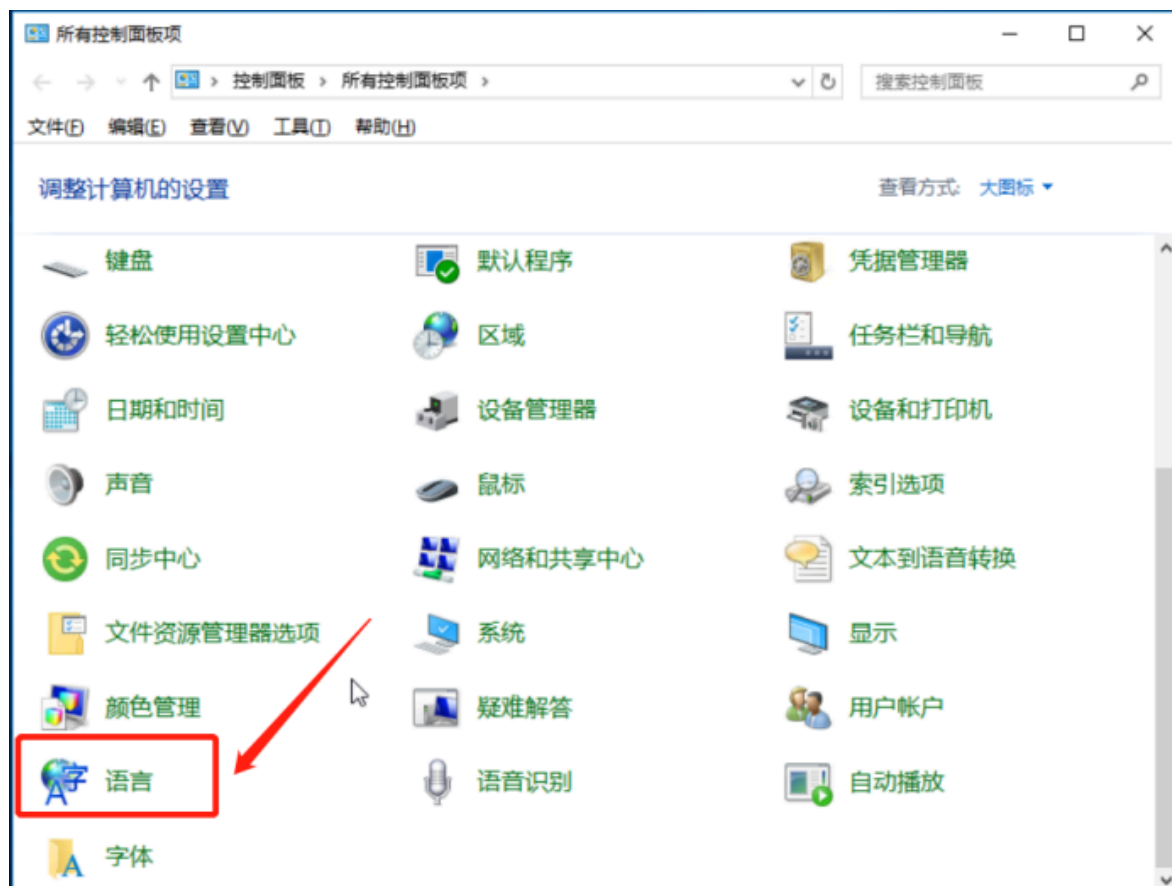 所有控制面板项
控制面板 › 所有控制面板项 › 搜索控制面板
文件(F) 编辑(E) 查看(V) 工具(T) 帮助(H)
调整计算机的设置 查看方式: 大图标
键盘 默认程序 凭据管理器
轻松使用设置中心 区域 任务栏和导航
日期和时间 设备管理器 设备和打印机
声音 鼠标 索引选项
同步中心 网络和共享中心 文本到语音转换
文件资源管理器选项 系统 显示
颜色管理 疑难解答 用户帐户
字A 语言 语音识别 自动播放
A 字体